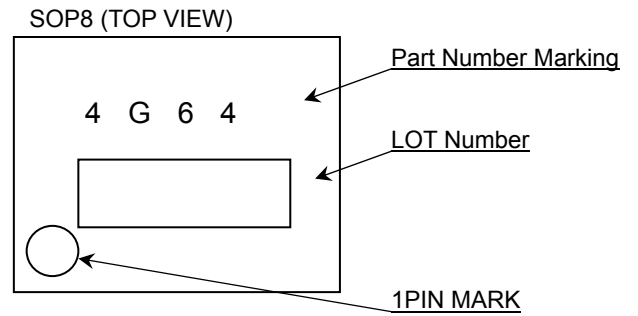 SOP8 (TOP VIEW)
Part Number Marking
4 G 6 4
LOT Number
1PIN MARK